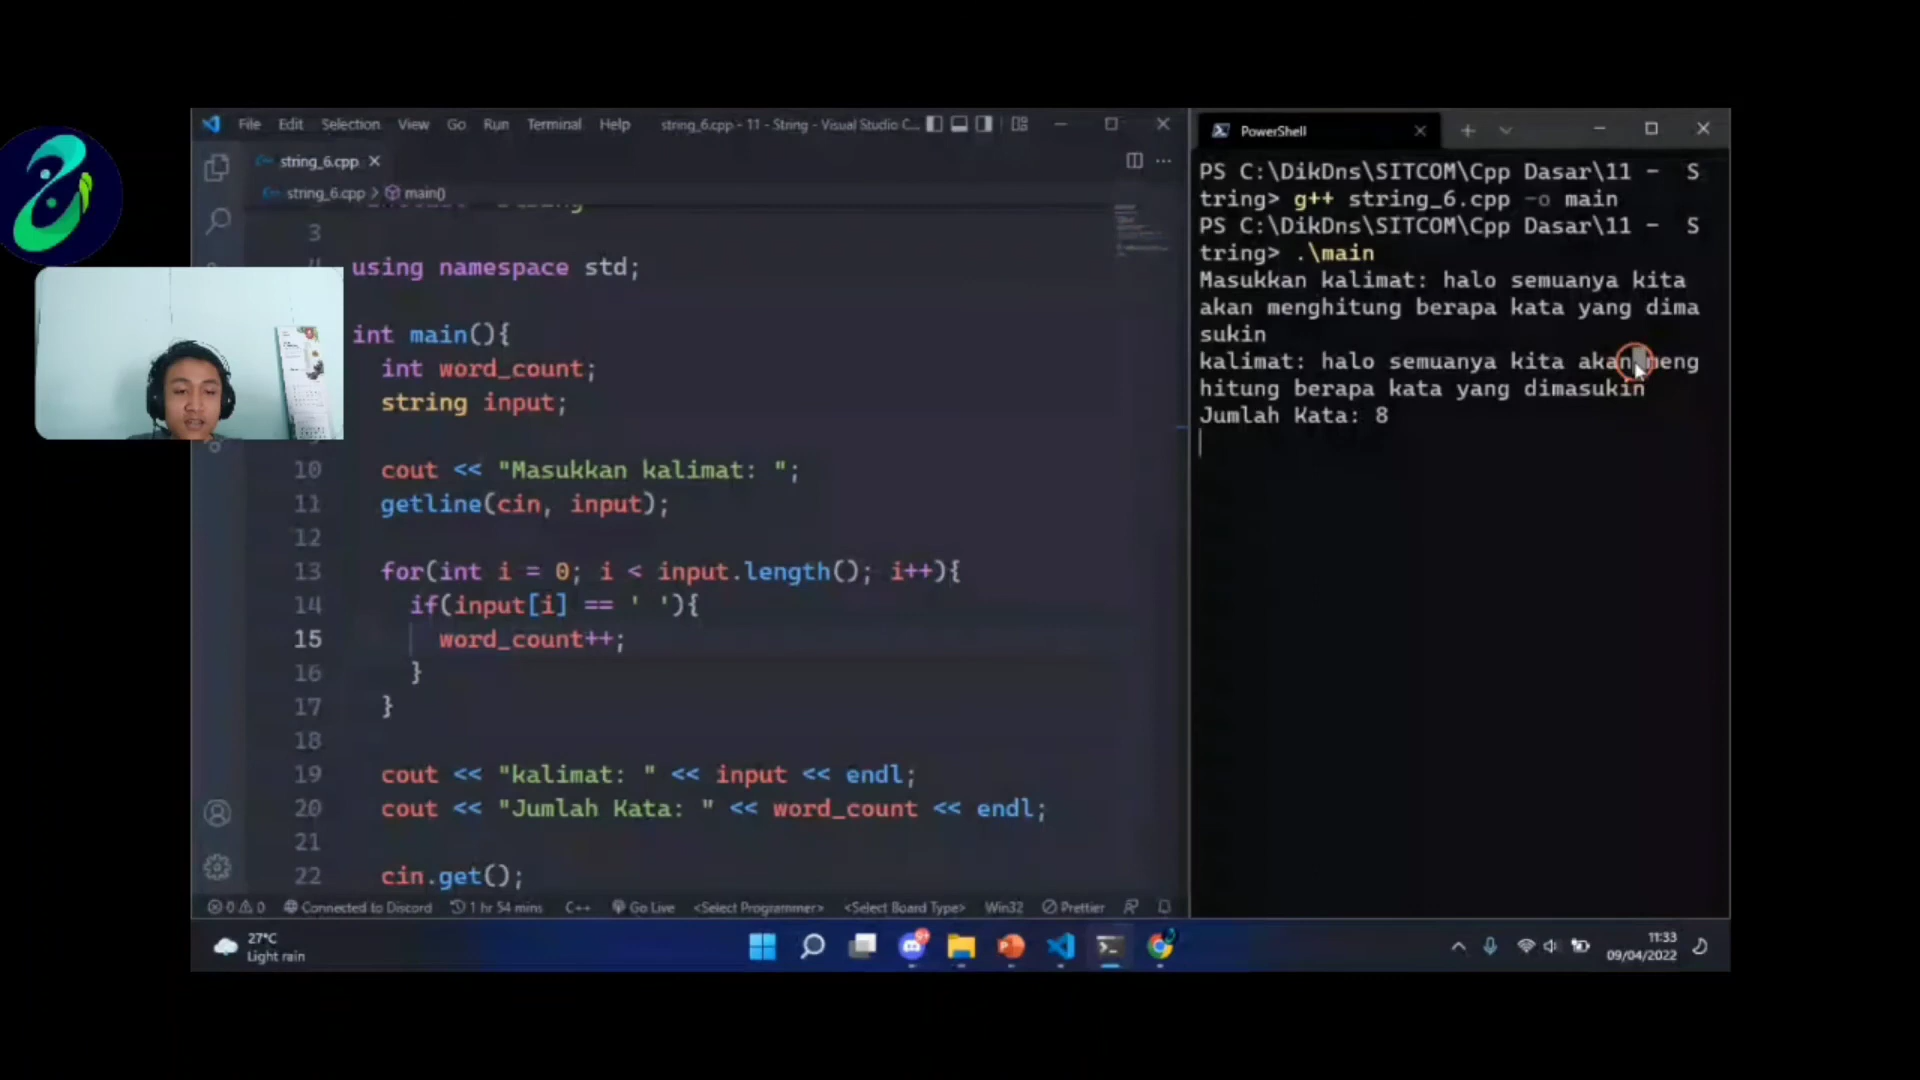 File Edit Selection View Go Run Terminal Help string_6.cpp - 11 - String - Visual Studio C...
string_6.cpp
string_6.cpp > main()
3
using namespace std;
int main(){
int word_count;
string input;
10 cout << "Masukkan kalimat: ";
11 getline(cin, input);
12
13 for(int i = 0; i < input.length(); i++){
14 if(input[i] == ' '){
15 word_count++;
16 }
17 }
18
19 cout << "kalimat: " << input << endl;
20 cout << "Jumlah Kata: " << word_count << endl;
21
22 cin.get();
0 0 Connected to Discord 1 hr 54 mins C++ Go Live <Select Programmer> <Select Board Type> Win32 Prettier
PowerShell
PS C:\DikDns\SITCOM\Cpp Dasar\11 - S
tring> g++ string_6.cpp -o main
PS C:\DikDns\SITCOM\Cpp Dasar\11 - S
tring> .\main
Masukkan kalimat: halo semuanya kita
akan menghitung berapa kata yang dima
sukin
kalimat: halo semuanya kita akan meng
hitung berapa kata yang dimasukin
Jumlah Kata: 8
27°C
Light rain
11:33
09/04/2022